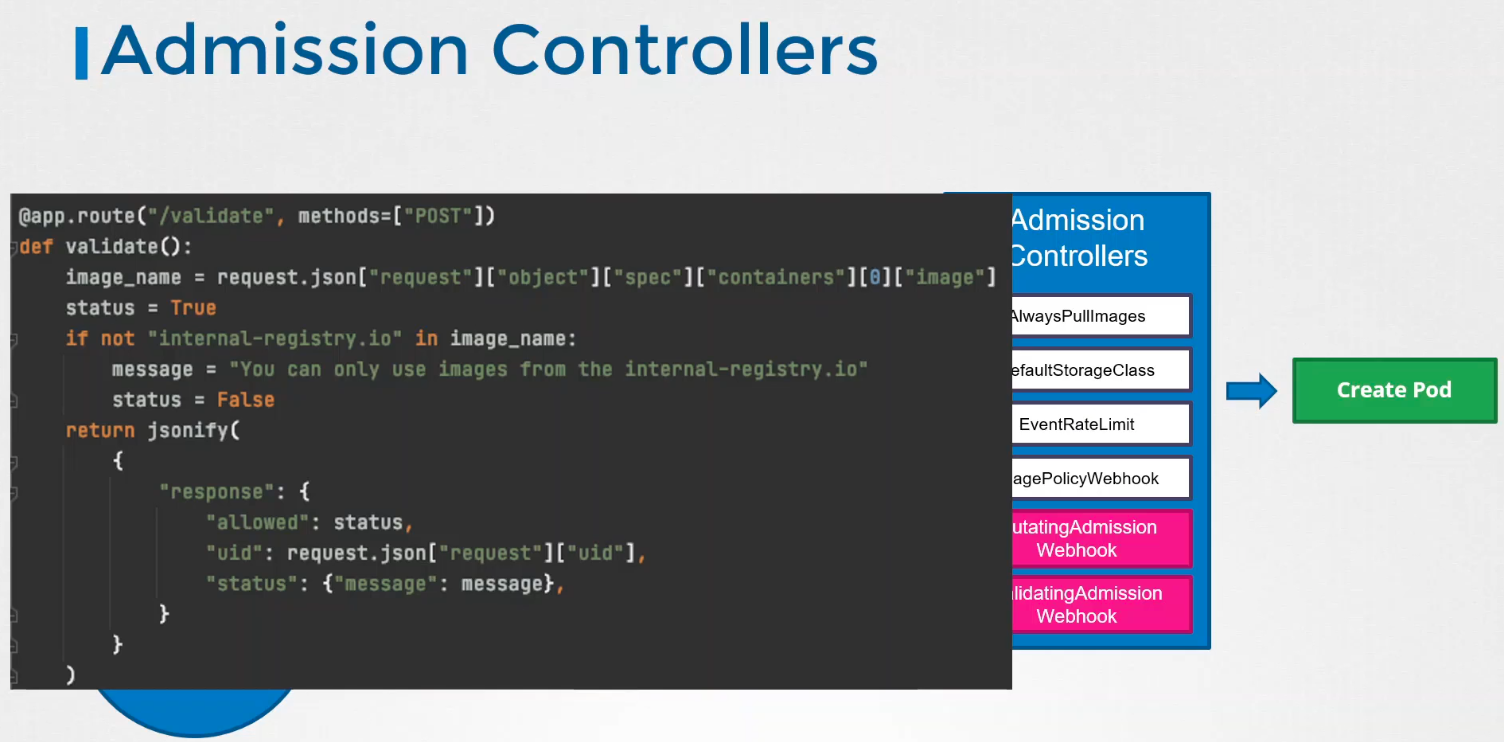 Admission Controllers
@app.route("/validate", methods=["POST"])
def validate():
    image_name = request.json["request"]["object"]["spec"]["containers"][0]["image"]
    status = True
    if not "internal-registry.io" in image_name:
        message = "You can only use images from the internal-registry.io"
        status = False
    return jsonify(
        {
            "response": {
                "allowed": status,
                "uid": request.json["request"]["uid"],
                "status": {"message": message},
            }
        }
    )
Admission
Controllers
AlwaysPullImages
efaultStorageClass
EventRateLimit
agePolicyWebhook
utatingAdmission
Webhook
lidatingAdmission
Webhook
Create Pod